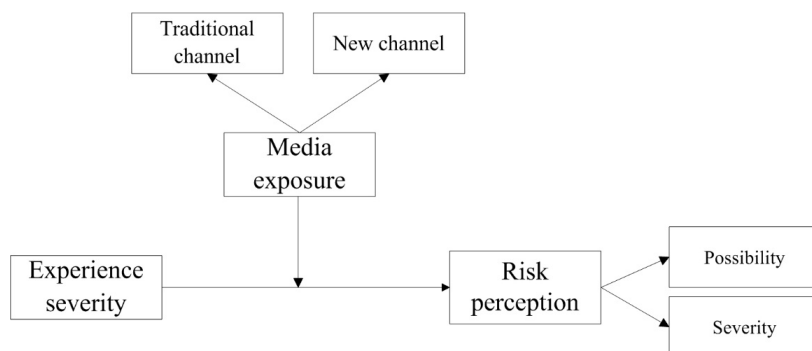 Traditional
channel
New channel
Media
exposure
Experience
severity
Risk
perception
Possibility
Severity